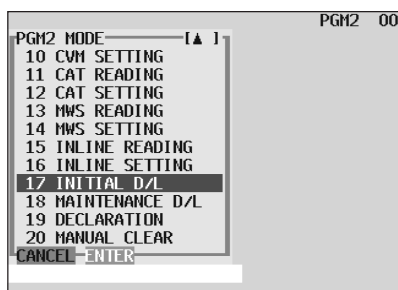 PGM2 00
PGM2 MODE [▲ ]
10 CVM SETTING
11 CAT READING
12 CAT SETTING
13 MWS READING
14 MWS SETTING
15 INLINE READING
16 INLINE SETTING
17 INITIAL D/L
18 MAINTENANCE D/L
19 DECLARATION
20 MANUAL CLEAR
CANCEL ENTER